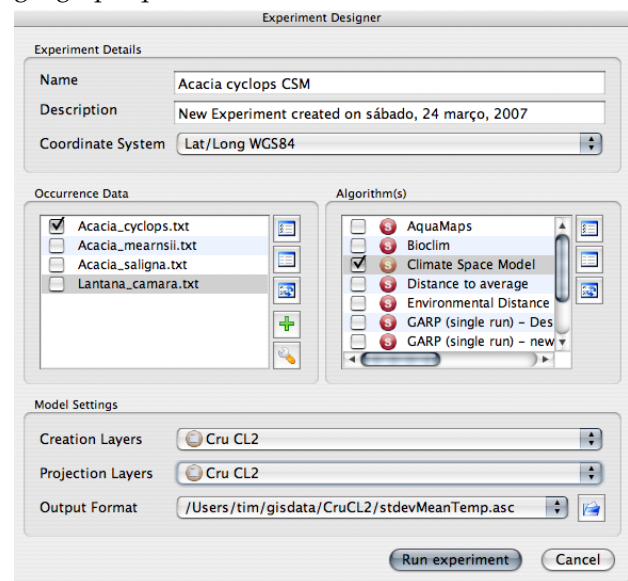 Experiment Designer
Experiment Details
Name Acacia cyclops CSM
Description New Experiment created on sábado, 24 março, 2007
Coordinate System Lat/Long WGS84
Occurrence Data
Acacia_cyclops.txt
Acacia_mearnsii.txt
Acacia_saligna.txt
Lantana_camara.txt
Algorithm(s)
S AquaMaps
S Bioclim
S Climate Space Model
S Distance to average
S Environmental Distance
S GARP (single run) – Des
S GARP (single run) – new
Model Settings
Creation Layers Cru CL2
Projection Layers Cru CL2
Output Format /Users/tim/gisdata/CruCL2/stdevMeanTemp.asc
Run experiment Cancel